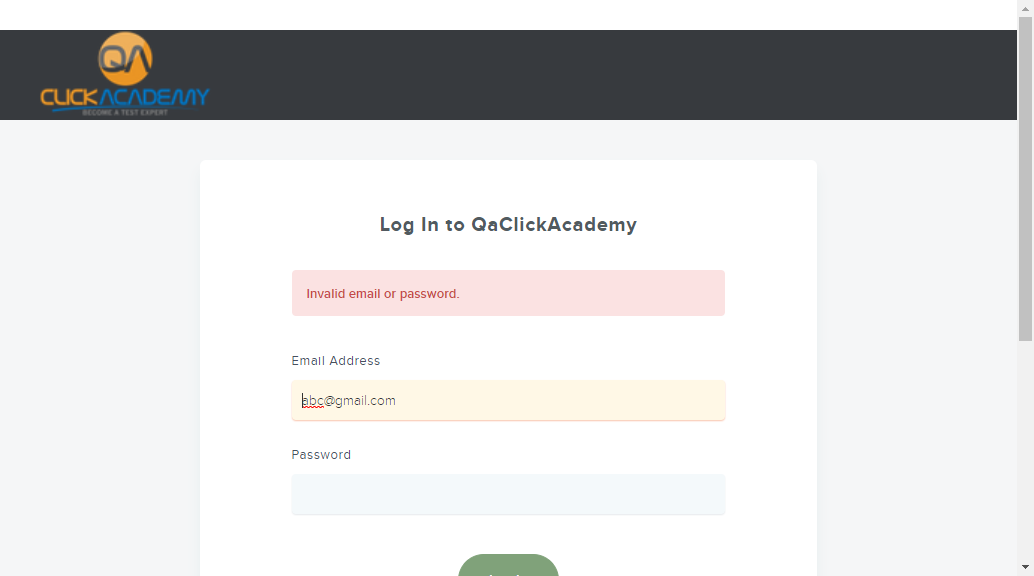 QA
CLICKACADEMY
BECOME A TEST EXPERT
Log In to QaClickAcademy
Invalid email or password.
Email Address
abc@gmail.com
Password